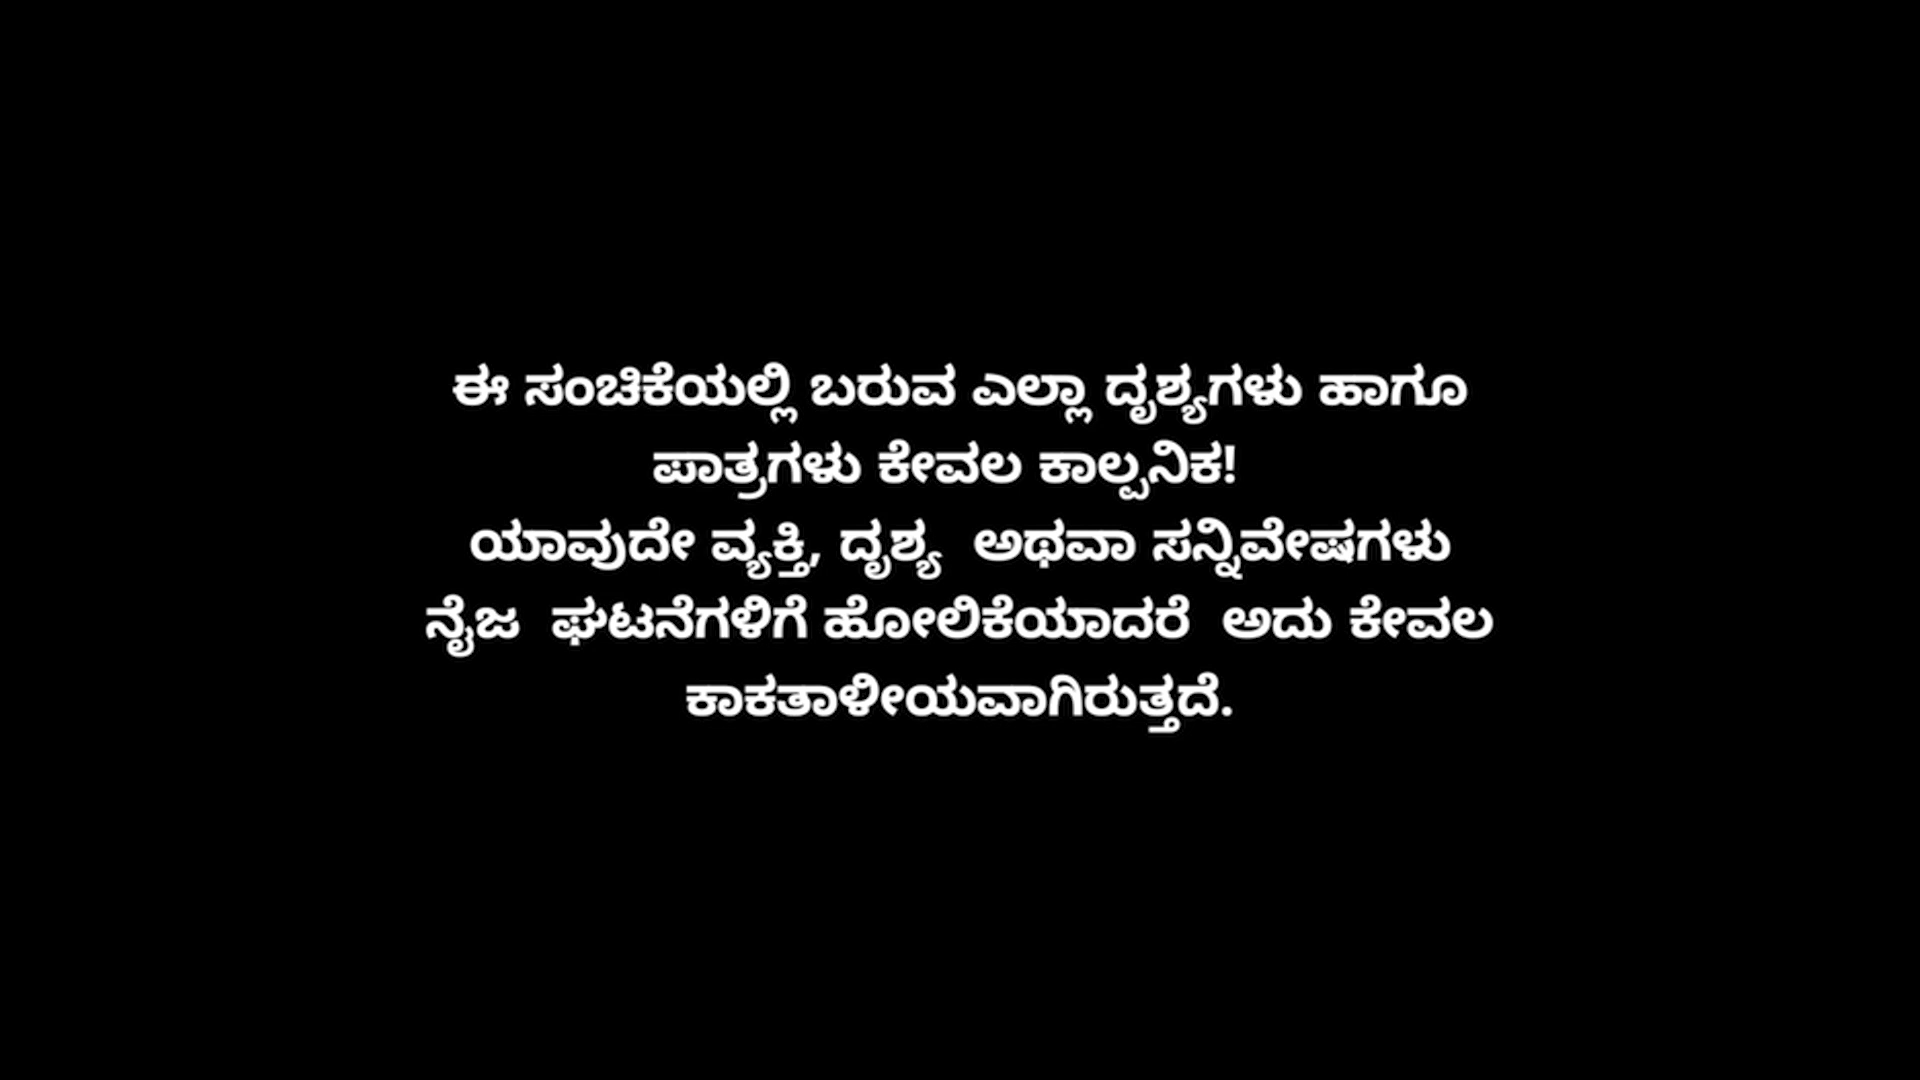 ಈ ಸಂಚಿಕೆಯಲ್ಲಿ ಬರುವ ಎಲ್ಲಾ ದೃಶ್ಯಗಳು ಹಾಗೂ
ಪಾತ್ರಗಳು ಕೇವಲ ಕಾಲ್ಪನಿಕ!
ಯಾವುದೇ ವ್ಯಕ್ತಿ, ದೃಶ್ಯ ಅಥವಾ ಸನ್ನಿವೇಷಗಳು
ನೈಜ ಘಟನೆಗಳಿಗೆ ಹೋಲಿಕೆಯಾದರೆ ಅದು ಕೇವಲ
ಕಾಕತಾಳೀಯವಾಗಿರುತ್ತದೆ.